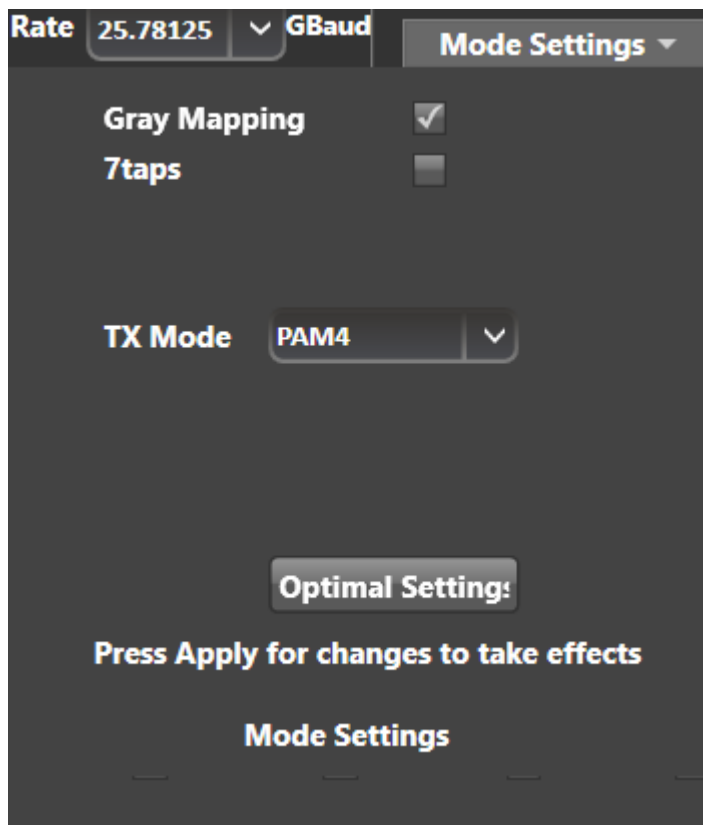 Rate 25.78125 GBaud Mode Settings
Gray Mapping
7taps
TX Mode PAM4
Optimal Settings
Press Apply for changes to take effects
Mode Settings